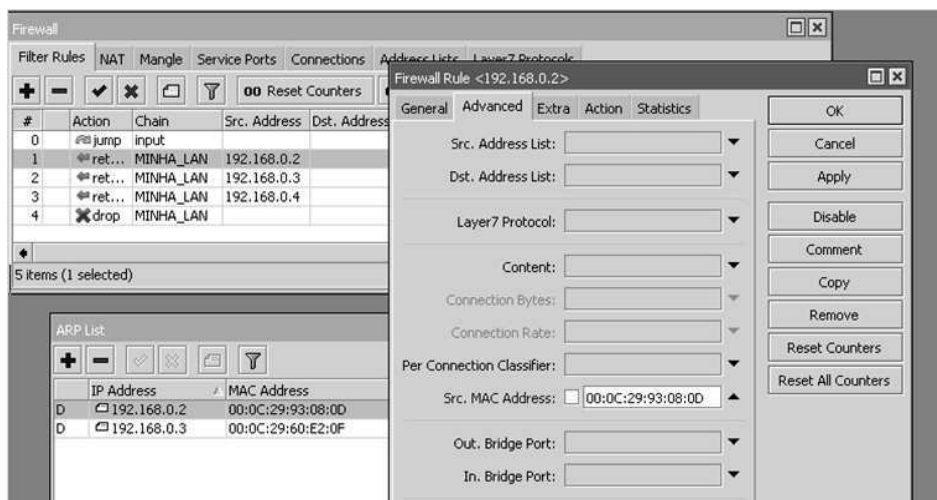 Firewall
Filter Rules NAT Mangle Service Ports Connections Address Lists Layer7 Protocols
00 Reset Counters
# Action Chain Src. Address Dst. Address
0 jump input
1 ret... MINHA_LAN 192.168.0.2
2 ret... MINHA_LAN 192.168.0.3
3 ret... MINHA_LAN 192.168.0.4
4 drop MINHA_LAN
5 items (1 selected)
ARP List
IP Address MAC Address
D 192.168.0.2 00:0C:29:93:08:0D
D 192.168.0.3 00:0C:29:60:E2:0F
Firewall Rule <192.168.0.2>
General Advanced Extra Action Statistics
Src. Address List:
Dst. Address List:
Layer7 Protocol:
Content:
Connection Bytes:
Connection Rate:
Per Connection Classifier:
Src. MAC Address: 00:0C:29:93:08:0D
Out. Bridge Port:
In. Bridge Port:
OK
Cancel
Apply
Disable
Comment
Copy
Remove
Reset Counters
Reset All Counters